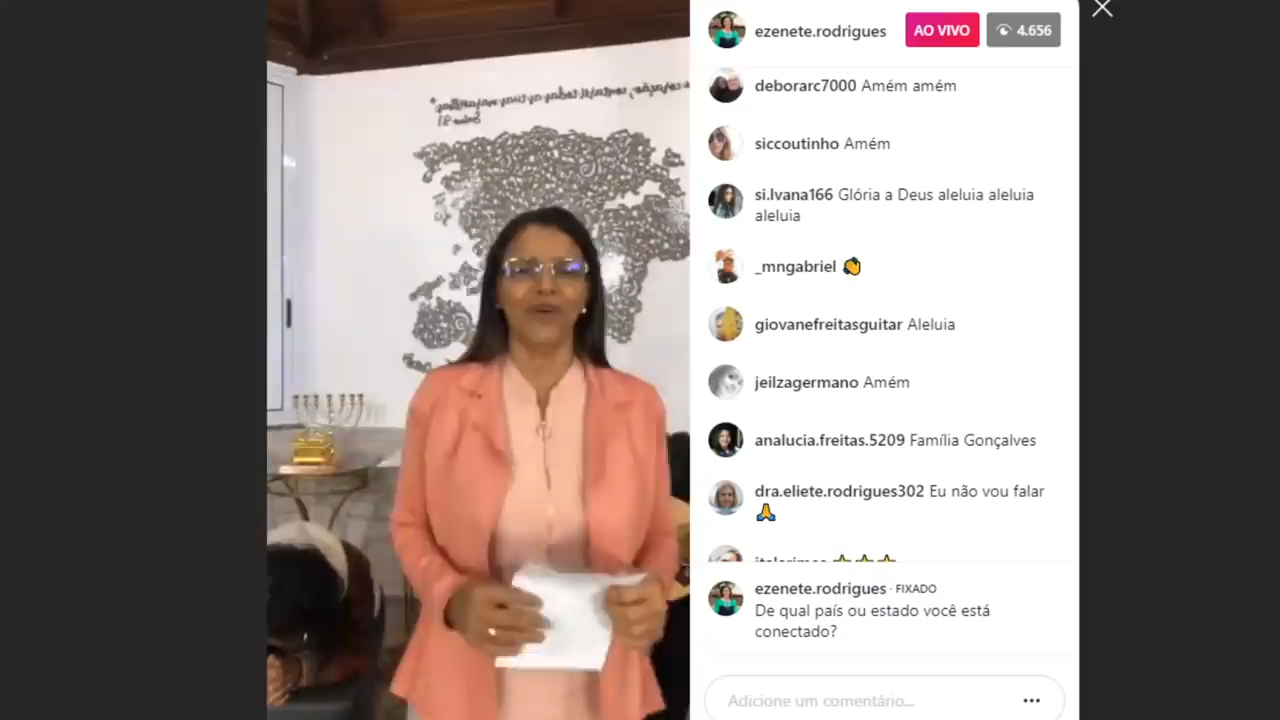 ezenete.rodrigues AO VIVO 4.656
deborarc7000 Amém amém
siccoutinho Amém
si.lvana166 Glória a Deus aleluia aleluia
aleluia
_mngabriel 👏
giovanefreitasguitar Aleluia
jeilzagermano Amém
analucia.freitas.5209 Família Gonçalves
dra.eliete.rodrigues302 Eu não vou falar
🙏
ezenete.rodrigues · FIXADO
De qual país ou estado você está
conectado?
Adicione um comentário...